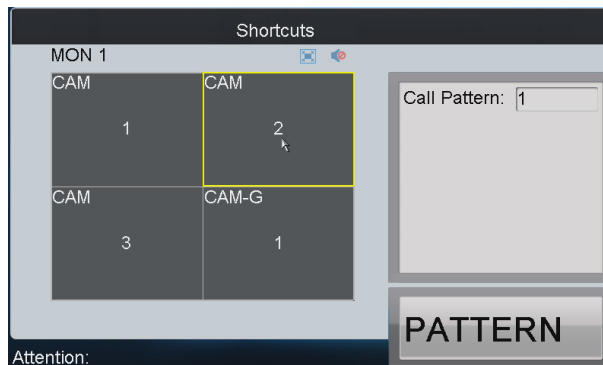 Shortcuts
MON 1
CAM CAM
1 2
CAM CAM-G
3 1
Call Pattern: 1
PATTERN
Attention: